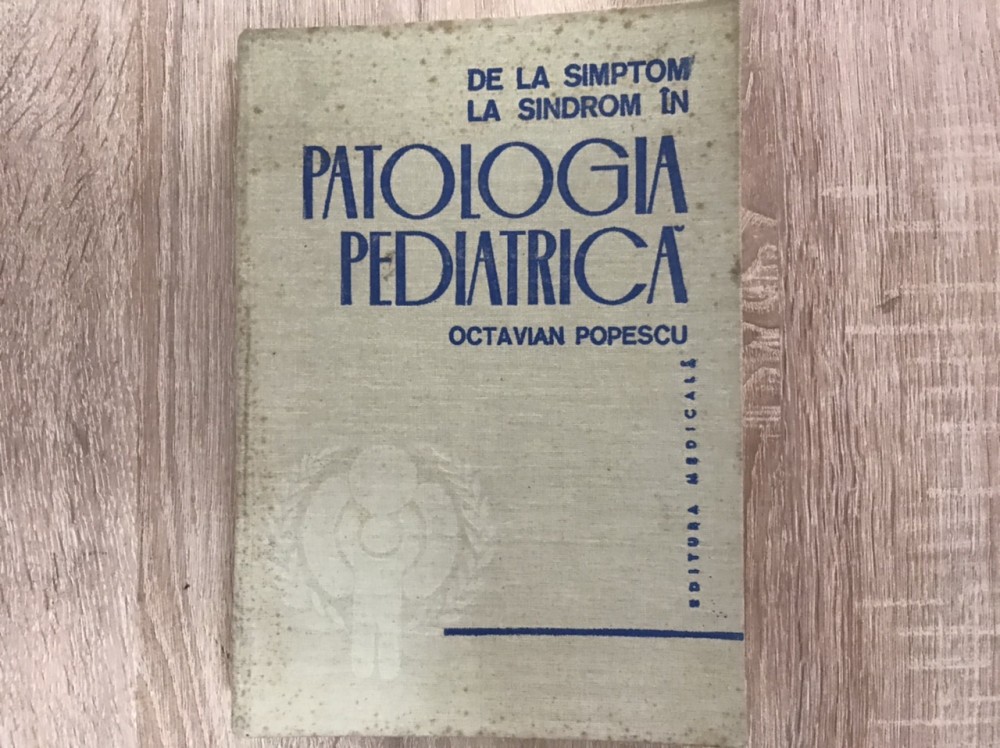 DE LA SIMPTOM
LA SINDROM ÎN
PATOLOGIA
PEDIATRICĂ
OCTAVIAN POPESCU
EDITURA MEDICALĂ